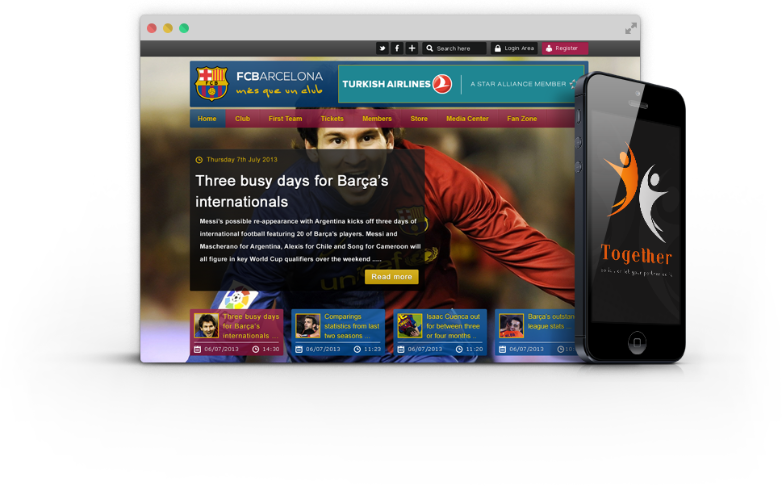 Search here
Login Area
Register
FCBARCELONA
més que un club
TURKISH AIRLINES
A STAR ALLIANCE MEMBER
Home
Club
First Team
Tickets
Members
Store
Media Center
Fan Zone
Thursday 7th July 2013
Three busy days for Barça's
internationals
Messi's possible re-appearance with Argentina kicks off three days of
international football featuring 20 of Barça's players. Messi and
Mascherano for Argentina, Alexis for Chile and Song for Cameroon will
all figure in key World Cup qualifiers over the weekend .....
Read more
unicef
Three busy days
for Barça's
internationals ...
06/07/2013 14:30
Comparings
statistics from last
two seasons ..
06/07/2013 11:23
Isaac Cuenca out
for between three
or four months
06/07/2013 11:20
Barça's
league stats ...
06/07/2013
Together